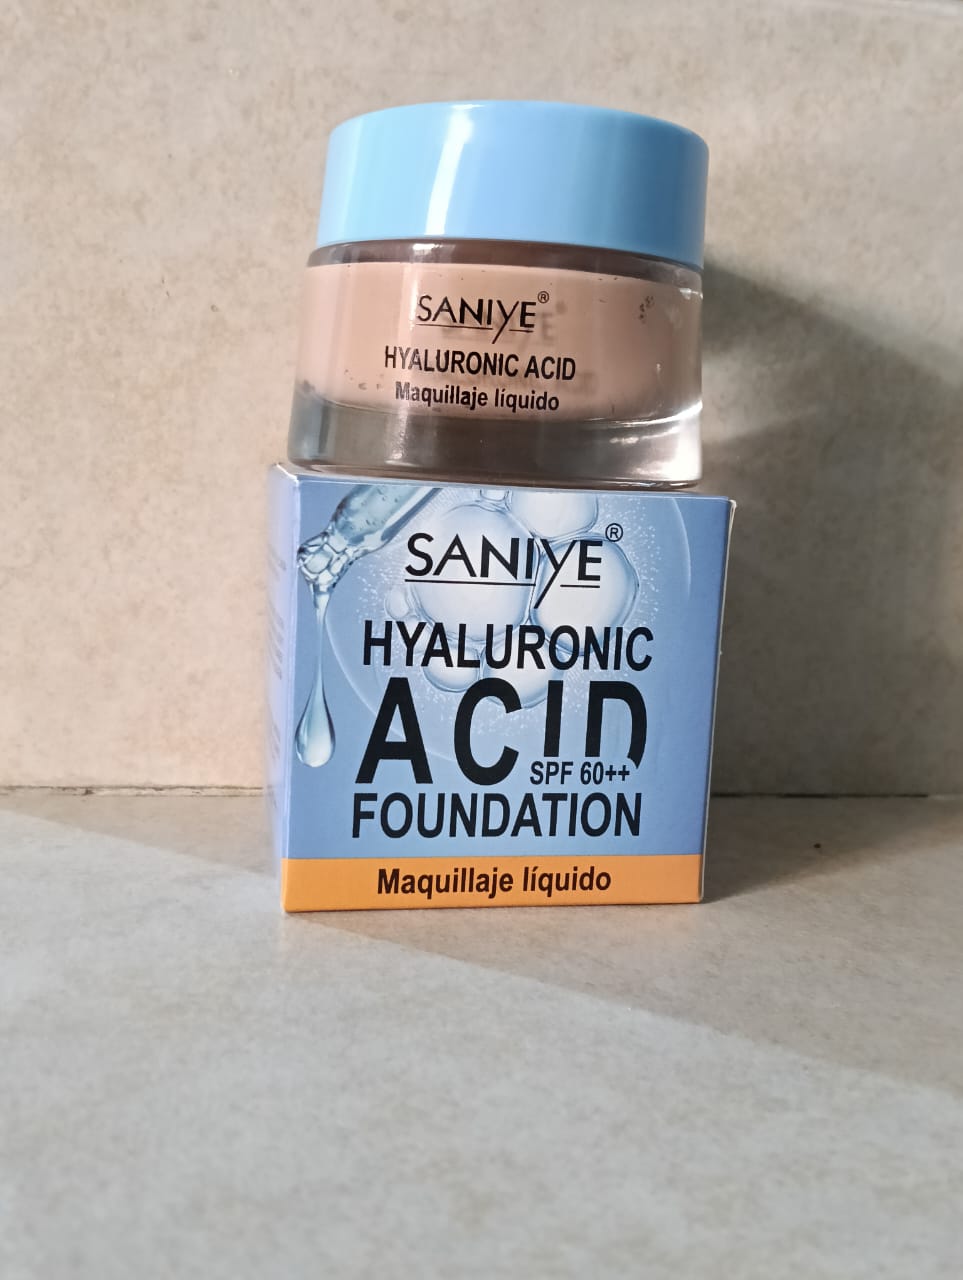 SANIYE®
HYALURONIC ACID
Maquillaje líquido
SANIYE®
HYALURONIC
ACID
SPF 60++
FOUNDATION
Maquillaje líquido